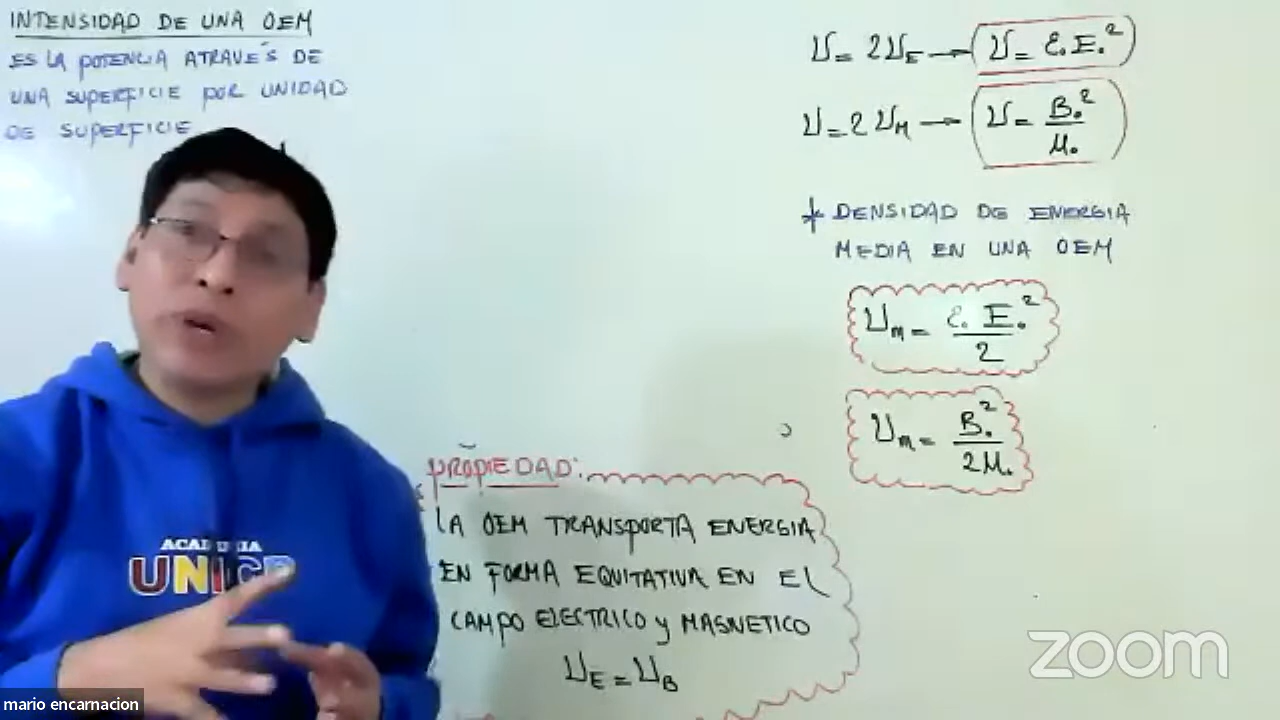 INTENSIDAD DE UNA OEM
ES LA POTENCIA ATRAVÉS DE
UNA SUPERFICIE POR UNIDAD
DE SUPERFICIE
U = 2U_E → U = ε₀E₀²
U = 2U_M → U = B₀²/μ₀
* DENSIDAD DE ENERGIA
MEDIA EN UNA OEM
U_m = ε₀E₀²/2
U_m = B₀²/2μ₀
PROPIEDAD:
LA OEM TRANSPORTA ENERGIA
EN FORMA EQUITATIVA EN EL
CAMPO ELECTRICO y MAGNETICO
U_E = U_B
ACADEMIA
zoom
mario encarnacion